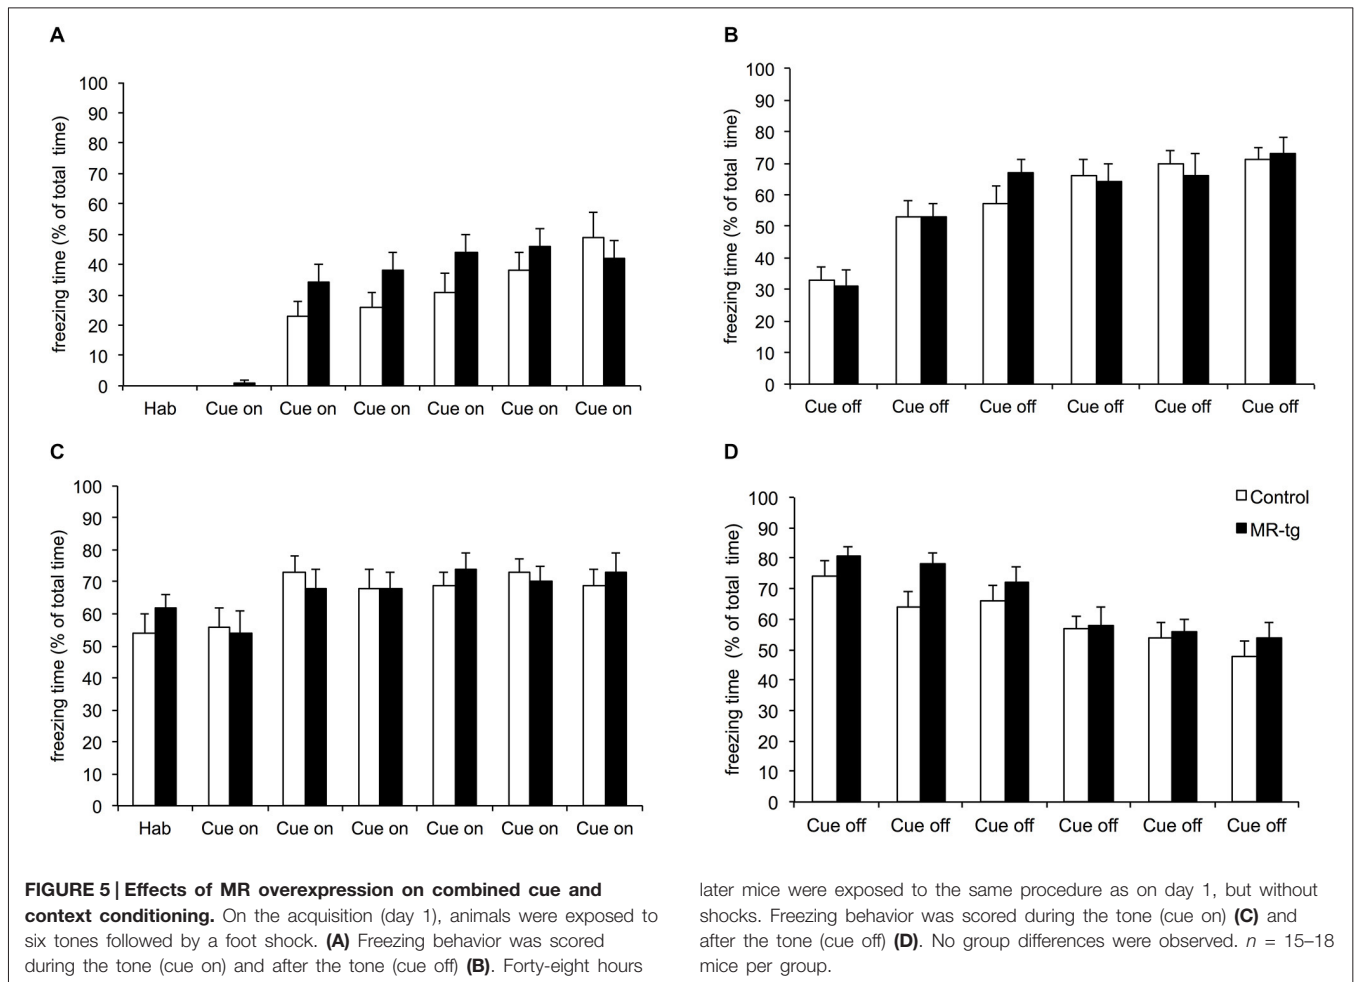 A
freezing time (% of total time)
100
90
80
70
60
50
40
30
20
10
0
Hab Cue on Cue on Cue on Cue on Cue on Cue on
B
freezing time (% of total time)
100
90
80
70
60
50
40
30
20
10
0
Cue off Cue off Cue off Cue off Cue off Cue off
C
freezing time (% of total time)
100
90
80
70
60
50
40
30
20
10
0
Hab Cue on Cue on Cue on Cue on Cue on Cue on
D
freezing time (% of total time)
100
90
80
70
60
50
40
30
20
10
0
Control
MR-tg
Cue off Cue off Cue off Cue off Cue off Cue off
FIGURE 5 | Effects of MR overexpression on combined cue and
context conditioning. On the acquisition (day 1), animals were exposed to
six tones followed by a foot shock. (A) Freezing behavior was scored
during the tone (cue on) and after the tone (cue off) (B). Forty-eight hours
later mice were exposed to the same procedure as on day 1, but without
shocks. Freezing behavior was scored during the tone (cue on) (C) and
after the tone (cue off) (D). No group differences were observed. n = 15–18
mice per group.